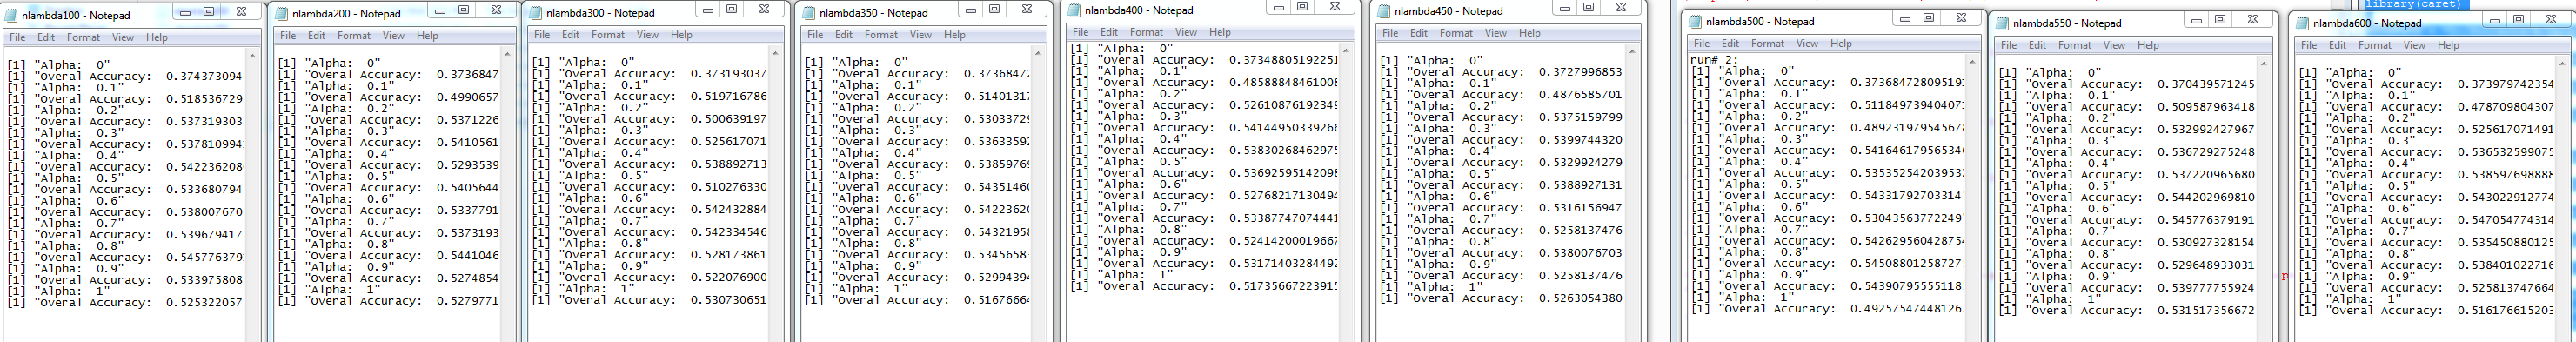 nlambda100 - Notepad
File Edit Format View Help
[1] "Alpha: 0"
[1] "Overal Accuracy: 0.374373094
[1] "Alpha: 0.1"
[1] "Overal Accuracy: 0.518536729
[1] "Alpha: 0.2"
[1] "Overal Accuracy: 0.537319303
[1] "Alpha: 0.3"
[1] "Overal Accuracy: 0.537810994
[1] "Alpha: 0.4"
[1] "Overal Accuracy: 0.542236208
[1] "Alpha: 0.5"
[1] "Overal Accuracy: 0.533680794
[1] "Alpha: 0.6"
[1] "Overal Accuracy: 0.538007670
[1] "Alpha: 0.7"
[1] "Overal Accuracy: 0.539679417
[1] "Alpha: 0.8"
[1] "Overal Accuracy: 0.545776379
[1] "Alpha: 0.9"
[1] "Overal Accuracy: 0.533975808
[1] "Alpha: 1"
[1] "Overal Accuracy: 0.525322057
nlambda200 - Notepad
File Edit Format View Help
[1] "Alpha: 0"
[1] "Overal Accuracy: 0.3736847
[1] "Alpha: 0.1"
[1] "Overal Accuracy: 0.4990657
[1] "Alpha: 0.2"
[1] "Overal Accuracy: 0.5371226
[1] "Alpha: 0.3"
[1] "Overal Accuracy: 0.5410561
[1] "Alpha: 0.4"
[1] "Overal Accuracy: 0.5293539
[1] "Alpha: 0.5"
[1] "Overal Accuracy: 0.5405644
[1] "Alpha: 0.6"
[1] "Overal Accuracy: 0.5337791
[1] "Alpha: 0.7"
[1] "Overal Accuracy: 0.5373193
[1] "Alpha: 0.8"
[1] "Overal Accuracy: 0.5441046
[1] "Alpha: 0.9"
[1] "Overal Accuracy: 0.5274854
[1] "Alpha: 1"
[1] "Overal Accuracy: 0.5279771
nlambda300 - Notepad
File Edit Format View Help
[1] "Alpha: 0"
[1] "Overal Accuracy: 0.373193037
[1] "Alpha: 0.1"
[1] "Overal Accuracy: 0.519716786
[1] "Alpha: 0.2"
[1] "Overal Accuracy: 0.500639197
[1] "Alpha: 0.3"
[1] "Overal Accuracy: 0.525617071
[1] "Alpha: 0.4"
[1] "Overal Accuracy: 0.538892713
[1] "Alpha: 0.5"
[1] "Overal Accuracy: 0.510276330
[1] "Alpha: 0.6"
[1] "Overal Accuracy: 0.542432884
[1] "Alpha: 0.7"
[1] "Overal Accuracy: 0.542334546
[1] "Alpha: 0.8"
[1] "Overal Accuracy: 0.528173861
[1] "Alpha: 0.9"
[1] "Overal Accuracy: 0.522076900
[1] "Alpha: 1"
[1] "Overal Accuracy: 0.530730651
nlambda350 - Notepad
File Edit Format View Help
[1] "Alpha: 0"
[1] "Overal Accuracy: 0.3736847
[1] "Alpha: 0.1"
[1] "Overal Accuracy: 0.5140131
[1] "Alpha: 0.2"
[1] "Overal Accuracy: 0.5303372
[1] "Alpha: 0.3"
[1] "Overal Accuracy: 0.5363359
[1] "Alpha: 0.4"
[1] "Overal Accuracy: 0.5385976
[1] "Alpha: 0.5"
[1] "Overal Accuracy: 0.5435146
[1] "Alpha: 0.6"
[1] "Overal Accuracy: 0.5422362
[1] "Alpha: 0.7"
[1] "Overal Accuracy: 0.5432195
[1] "Alpha: 0.8"
[1] "Overal Accuracy: 0.5345658
[1] "Alpha: 0.9"
[1] "Overal Accuracy: 0.5299439
[1] "Alpha: 1"
[1] "Overal Accuracy: 0.5167666
nlambda400 - Notepad
File Edit Format View Help
[1] "Alpha: 0"
[1] "Overal Accuracy: 0.37348805192251
[1] "Alpha: 0.1"
[1] "Overal Accuracy: 0.48588848461008
[1] "Alpha: 0.2"
[1] "Overal Accuracy: 0.52610876192349
[1] "Alpha: 0.3"
[1] "Overal Accuracy: 0.54144950339266
[1] "Alpha: 0.4"
[1] "Overal Accuracy: 0.53830268462975
[1] "Alpha: 0.5"
[1] "Overal Accuracy: 0.53692595142098
[1] "Alpha: 0.6"
[1] "Overal Accuracy: 0.52768217130494
[1] "Alpha: 0.7"
[1] "Overal Accuracy: 0.53387747074441
[1] "Alpha: 0.8"
[1] "Overal Accuracy: 0.52414200019667
[1] "Alpha: 0.9"
[1] "Overal Accuracy: 0.53171403284492
[1] "Alpha: 1"
[1] "Overal Accuracy: 0.51735667223915
nlambda450 - Notepad
File Edit Format View Help
[1] "Alpha: 0"
[1] "Overal Accuracy: 0.3727996853
[1] "Alpha: 0.1"
[1] "Overal Accuracy: 0.4876585701
[1] "Alpha: 0.2"
[1] "Overal Accuracy: 0.5375159799
[1] "Alpha: 0.3"
[1] "Overal Accuracy: 0.5399744320
[1] "Alpha: 0.4"
[1] "Overal Accuracy: 0.5329924279
[1] "Alpha: 0.5"
[1] "Overal Accuracy: 0.5388927131
[1] "Alpha: 0.6"
[1] "Overal Accuracy: 0.5316156947
[1] "Alpha: 0.7"
[1] "Overal Accuracy: 0.5258137476
[1] "Alpha: 0.8"
[1] "Overal Accuracy: 0.5380076703
[1] "Alpha: 0.9"
[1] "Overal Accuracy: 0.5258137476
[1] "Alpha: 1"
[1] "Overal Accuracy: 0.5263054380
nlambda500 - Notepad
File Edit Format View Help
run# 2:
[1] "Alpha: 0"
[1] "Overal Accuracy: 0.37368472809519
[1] "Alpha: 0.1"
[1] "Overal Accuracy: 0.51184973940407
[1] "Alpha: 0.2"
[1] "Overal Accuracy: 0.48923197954567
[1] "Alpha: 0.3"
[1] "Overal Accuracy: 0.54164617956534
[1] "Alpha: 0.4"
[1] "Overal Accuracy: 0.53535254203953
[1] "Alpha: 0.5"
[1] "Overal Accuracy: 0.54331792703314
[1] "Alpha: 0.6"
[1] "Overal Accuracy: 0.53043563772249
[1] "Alpha: 0.7"
[1] "Overal Accuracy: 0.54262956042875
[1] "Alpha: 0.8"
[1] "Overal Accuracy: 0.54508801258727
[1] "Alpha: 0.9"
[1] "Overal Accuracy: 0.54390795555118
[1] "Alpha: 1"
[1] "Overal Accuracy: 0.49257547448126
nlambda550 - Notepad
File Edit Format View Help
[1] "Alpha: 0"
[1] "Overal Accuracy: 0.370439571245
[1] "Alpha: 0.1"
[1] "Overal Accuracy: 0.509587963418
[1] "Alpha: 0.2"
[1] "Overal Accuracy: 0.532992427967
[1] "Alpha: 0.3"
[1] "Overal Accuracy: 0.536729275248
[1] "Alpha: 0.4"
[1] "Overal Accuracy: 0.537220965680
[1] "Alpha: 0.5"
[1] "Overal Accuracy: 0.544202969810
[1] "Alpha: 0.6"
[1] "Overal Accuracy: 0.545776379191
[1] "Alpha: 0.7"
[1] "Overal Accuracy: 0.530927328154
[1] "Alpha: 0.8"
[1] "Overal Accuracy: 0.529648933031
[1] "Alpha: 0.9"
[1] "Overal Accuracy: 0.539777755924
[1] "Alpha: 1"
[1] "Overal Accuracy: 0.531517356672
library(caret)
nlambda600 - Notepad
File Edit Format View Help
[1] "Alpha: 0"
[1] "Overal Accuracy: 0.373979742354
[1] "Alpha: 0.1"
[1] "Overal Accuracy: 0.478709804307
[1] "Alpha: 0.2"
[1] "Overal Accuracy: 0.525617071491
[1] "Alpha: 0.3"
[1] "Overal Accuracy: 0.536532599075
[1] "Alpha: 0.4"
[1] "Overal Accuracy: 0.538597698888
[1] "Alpha: 0.5"
[1] "Overal Accuracy: 0.543022912774
[1] "Alpha: 0.6"
[1] "Overal Accuracy: 0.547054774314
[1] "Alpha: 0.7"
[1] "Overal Accuracy: 0.535450880125
[1] "Alpha: 0.8"
[1] "Overal Accuracy: 0.538401022716
[1] "Alpha: 0.9"
[1] "Overal Accuracy: 0.525813747664
[1] "Alpha: 1"
[1] "Overal Accuracy: 0.516176615203